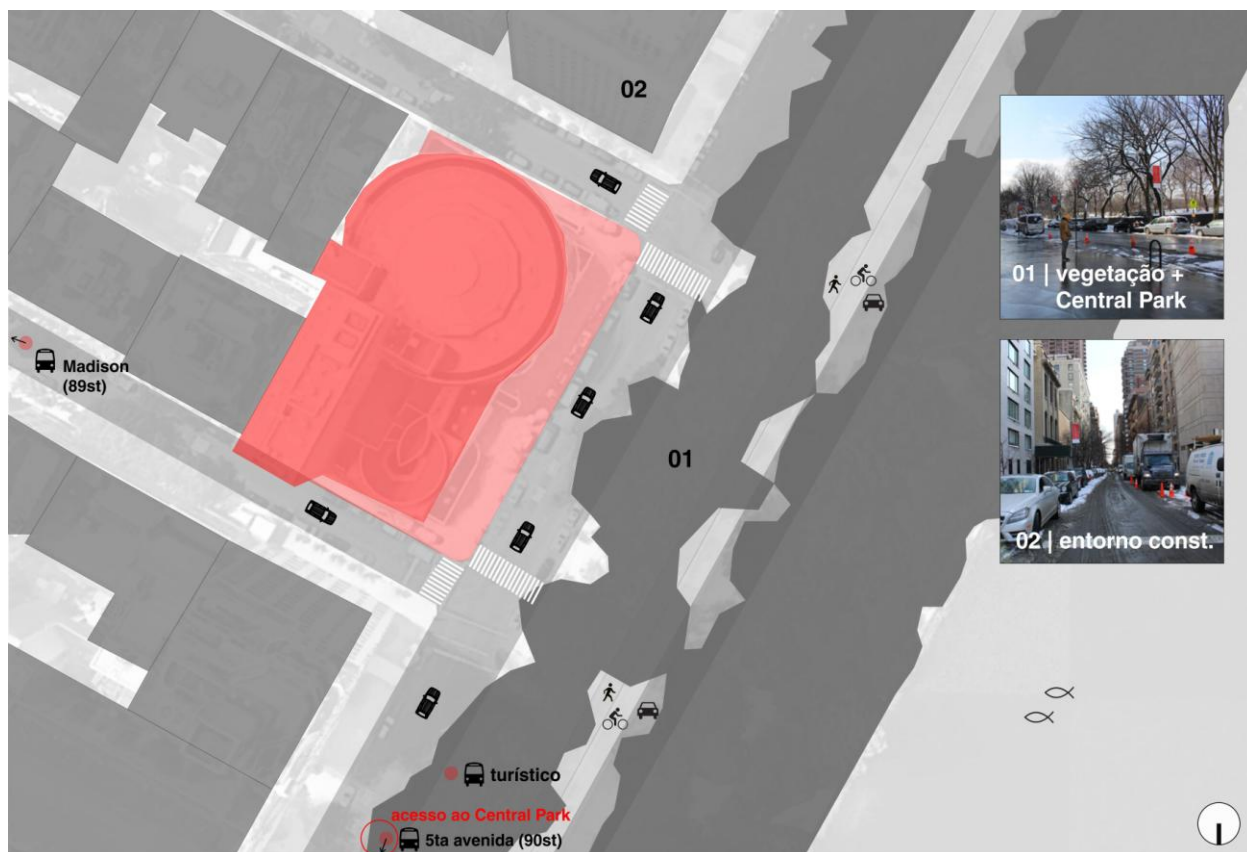 02
01 | vegetação +
Central Park
Madison
(89st)
01
02 | entorno const.
turístico
acesso ao Central Park
5ta avenida (90st)